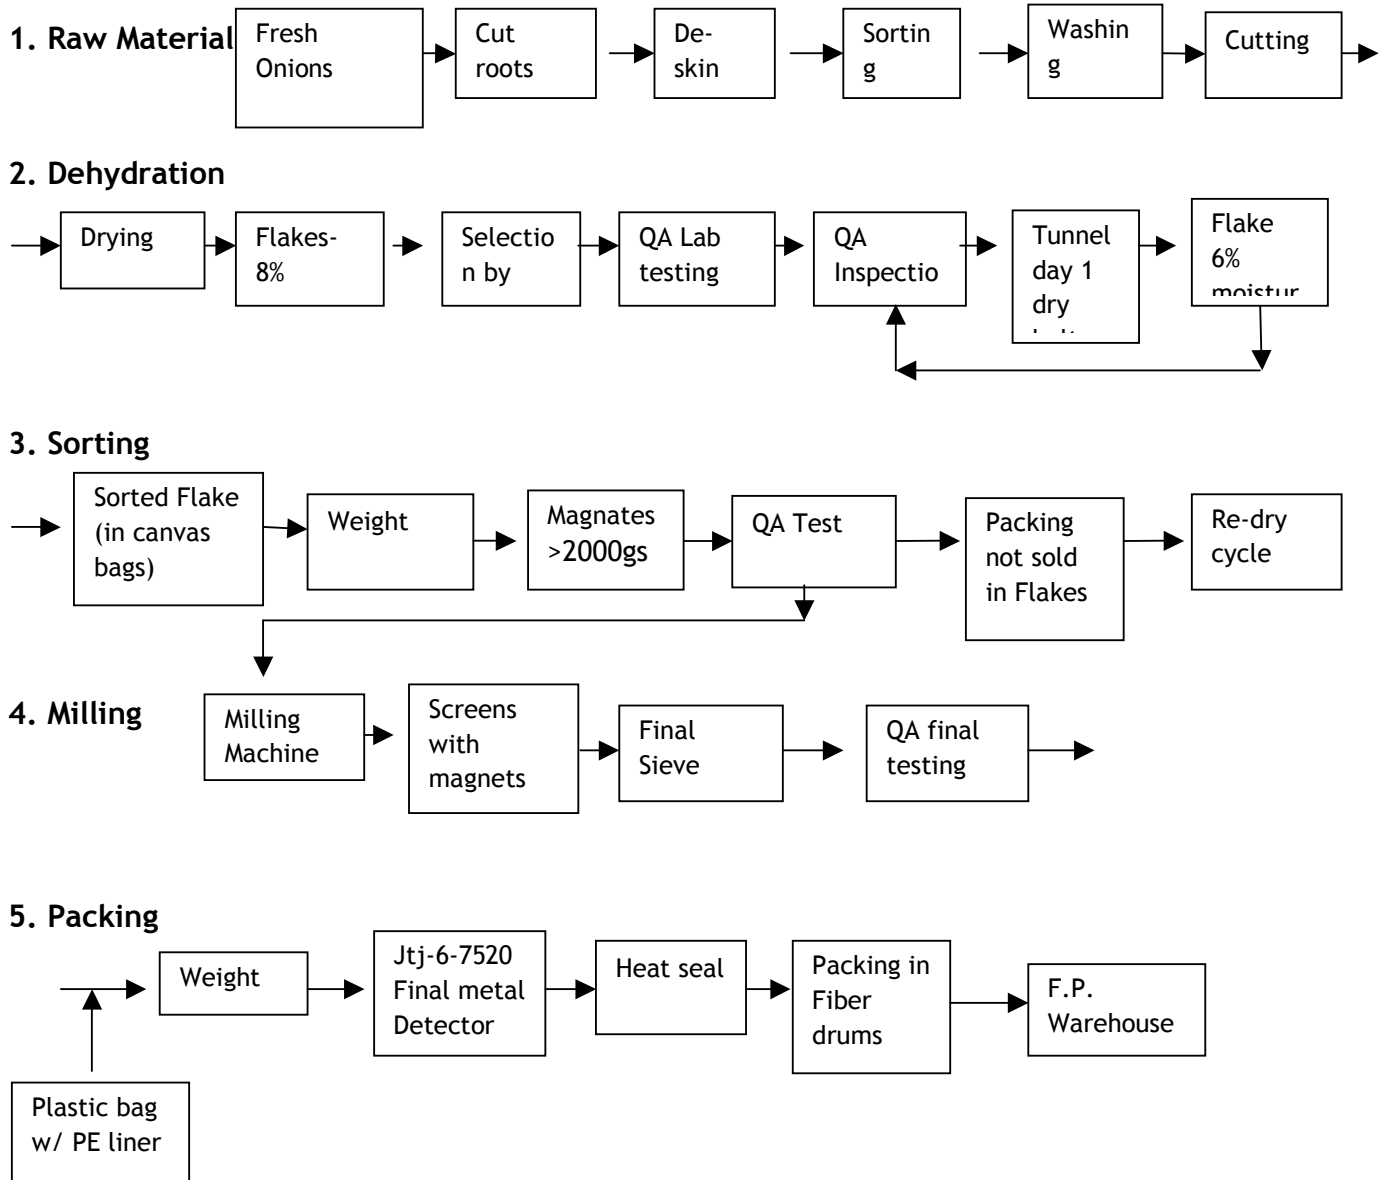 1. Raw Material
Fresh
Onions
Cut
roots
De-
skin
Sortin
g
Washin
g
Cutting
2. Dehydration
Drying
Flakes-
8%
Selectio
n by
QA Lab
testing
QA
Inspectio
Tunnel
day 1
dry
Flake
6%
moistur
3. Sorting
Sorted Flake
(in canvas
bags)
Weight
Magnates
>2000gs
QA Test
Packing
not sold
in Flakes
Re-dry
cycle
4. Milling
Milling
Machine
Screens
with
magnets
Final
Sieve
QA final
testing
5. Packing
Weight
Jtj-6-7520
Final metal
Detector
Heat seal
Packing in
Fiber
drums
F.P.
Warehouse
Plastic bag
w/ PE liner